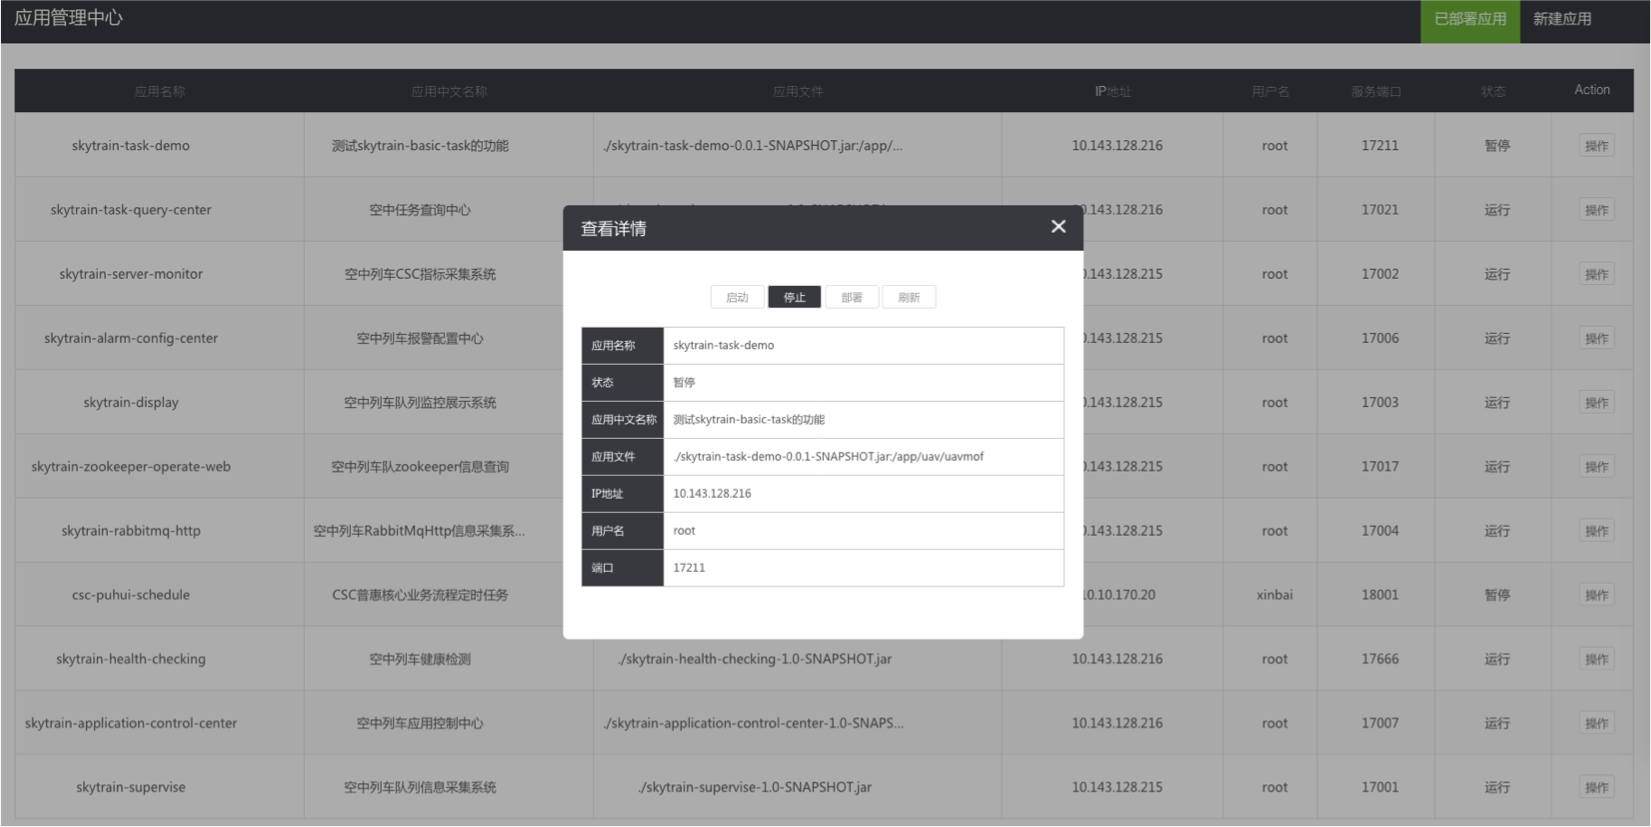 应用管理中心 已部署应用 新建应用
应用名称 应用中文名称 应用文件 IP地址 用户名 服务端口 状态 Action
skytrain-task-demo 测试skytrain-basic-task的功能 ./skytrain-task-demo-0.0.1-SNAPSHOT.jar:/app/... 10.143.128.216 root 17211 暂停 操作
skytrain-task-query-center 空中任务查询中心 0.143.128.216 root 17021 运行 操作
skytrain-server-monitor 空中列车CSC指标采集系统 0.143.128.215 root 17002 运行 操作
skytrain-alarm-config-center 空中列车报警配置中心 0.143.128.215 root 17006 运行 操作
skytrain-display 空中列车队列监控展示系统 0.143.128.215 root 17003 运行 操作
skytrain-zookeeper-operate-web 空中列车队zookeeper信息查询 0.143.128.215 root 17017 运行 操作
skytrain-rabbitmq-http 空中列车RabbitMqHttp信息采集系... 0.143.128.215 root 17004 运行 操作
csc-puhui-schedule CSC普惠核心业务流程定时任务 10.10.170.20 xinbai 18001 暂停 操作
skytrain-health-checking 空中列车健康检测 ./skytrain-health-checking-1.0-SNAPSHOT.jar 10.143.128.216 root 17666 运行 操作
skytrain-application-control-center 空中列车应用控制中心 ./skytrain-application-control-center-1.0-SNAPS... 10.143.128.216 root 17007 运行 操作
skytrain-supervise 空中列车队列信息采集系统 ./skytrain-supervise-1.0-SNAPSHOT.jar 10.143.128.215 root 17001 运行 操作
查看详情
启动 停止 部署 刷新
应用名称 skytrain-task-demo
状态 暂停
应用中文名称 测试skytrain-basic-task的功能
应用文件 ./skytrain-task-demo-0.0.1-SNAPSHOT.jar:/app/uav/uavmof
IP地址 10.143.128.216
用户名 root
端口 17211